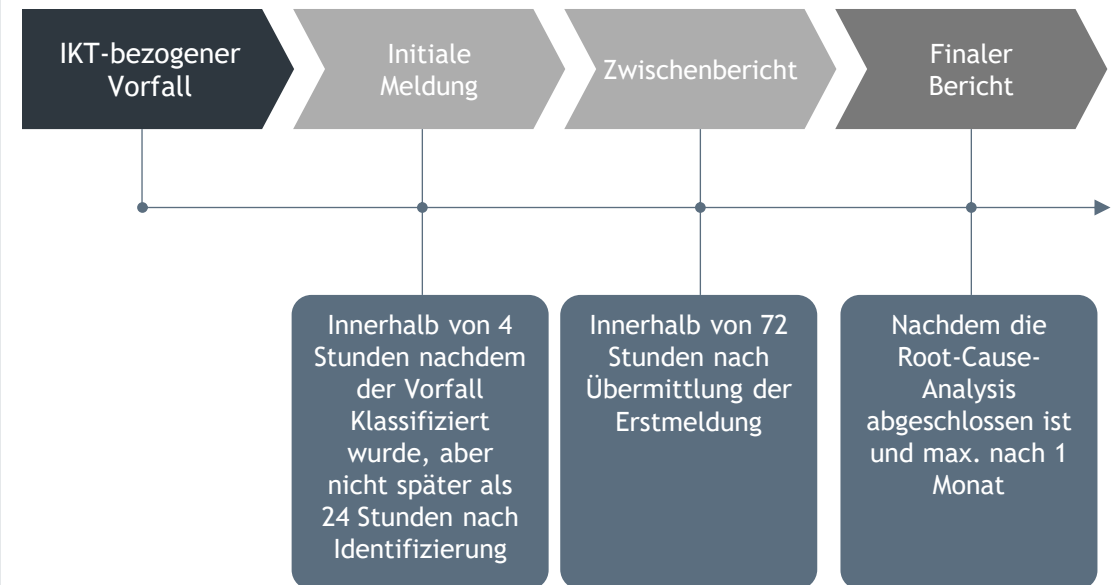 IKT-bezogener
Vorfall
Initiale
Meldung
Zwischenbericht
Finaler
Bericht
Innerhalb von 4
Stunden nachdem
der Vorfall
Klassifiziert
wurde, aber
nicht später als
24 Stunden nach
Identifizierung
Innerhalb von 72
Stunden nach
Übermittlung der
Erstmeldung
Nachdem die
Root-Cause-
Analysis
abgeschlossen ist
und max. nach 1
Monat